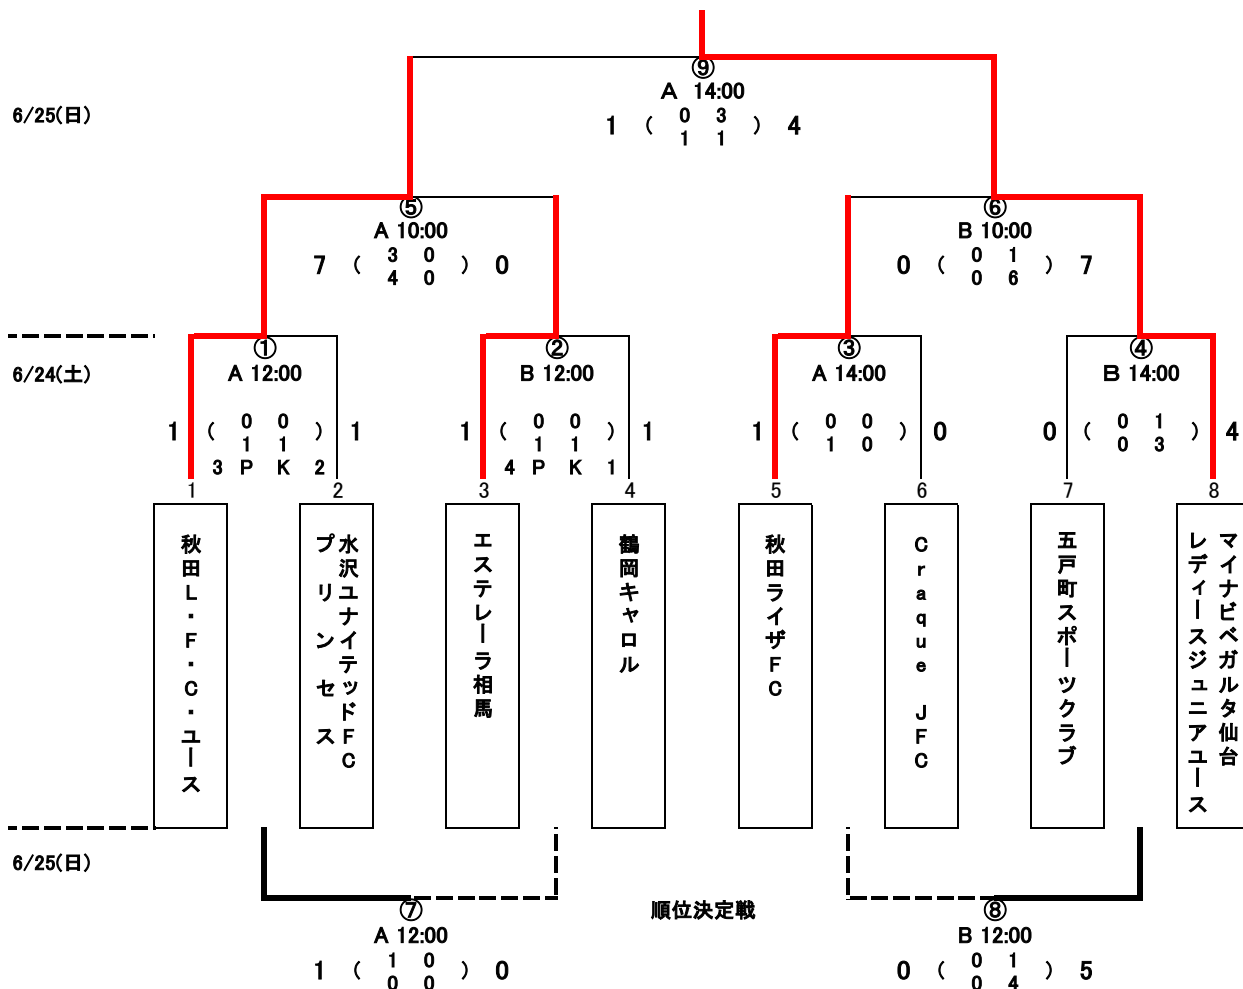 ⑨
6/25(日)
A 14:00
1 ( 0 3 ) 4
1 1
⑤ ⑥
A 10:00 B 10:00
7 ( 3 0 ) 0 0 ( 0 1 ) 7
4 0 0 6
① ② ③ ④
6/24(土) A 12:00 B 12:00 A 14:00 B 14:00
1 ( 0 0 ) 1 1 ( 0 0 ) 1 1 ( 0 0 ) 0 0 ( 0 1 ) 4
1 1 1 1 1 0 0 3
3 P K 2 4 P K 1
1 2 3 4 5 6 7 8
秋田L・F・C・ユース
水沢ユナイテッドFC
プリンセス
エステレーラ相馬
鶴岡キャロル
秋田ライザFC
Craque JFC
五戸町スポーツクラブ
マイナビベガルタ仙台
レディースジュニアユース
6/25(日)
⑦ 順位決定戦 ⑧
A 12:00 B 12:00
1 ( 1 0 ) 0 0 ( 0 1 ) 5
0 0 0 4